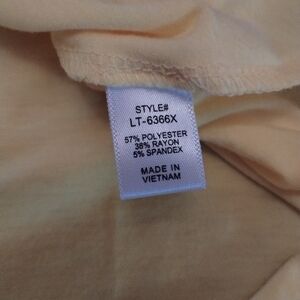 STYLE#
LT-6366X
57% POLYESTER
38% RAYON
5% SPANDEX
MADE IN
VIETNAM